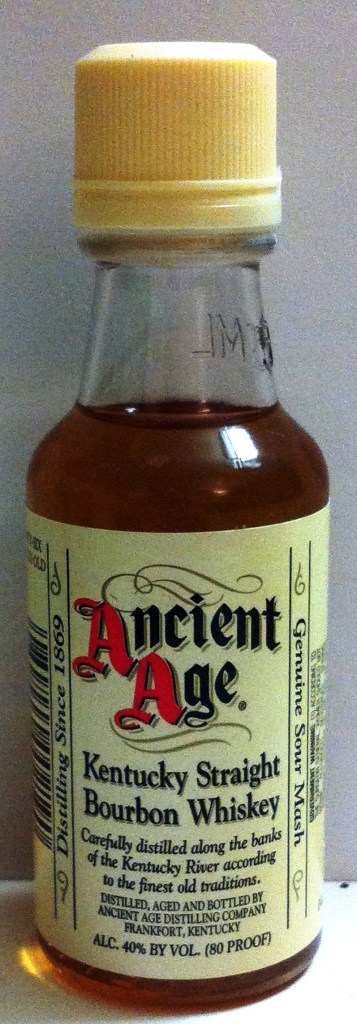 ML
Ancient
Age®
Kentucky Straight
Bourbon Whiskey
Carefully distilled along the banks
of the Kentucky River according
to the finest old traditions.
DISTILLED, AGED AND BOTTLED BY
ANCIENT AGE DISTILLING COMPANY
FRANKFORT, KENTUCKY
ALC. 40% BY VOL. (80 PROOF)
Distilling Since 1869
Genuine Sour Mash